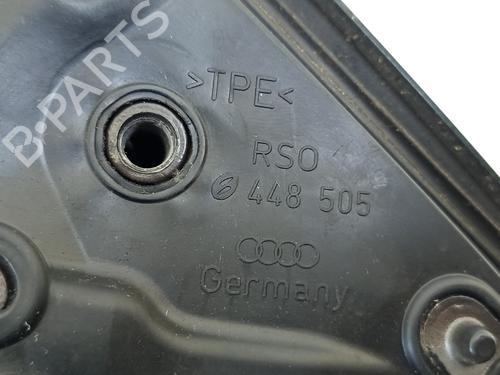 B-PARTS
>TPE<
RSO
448 505
Germany